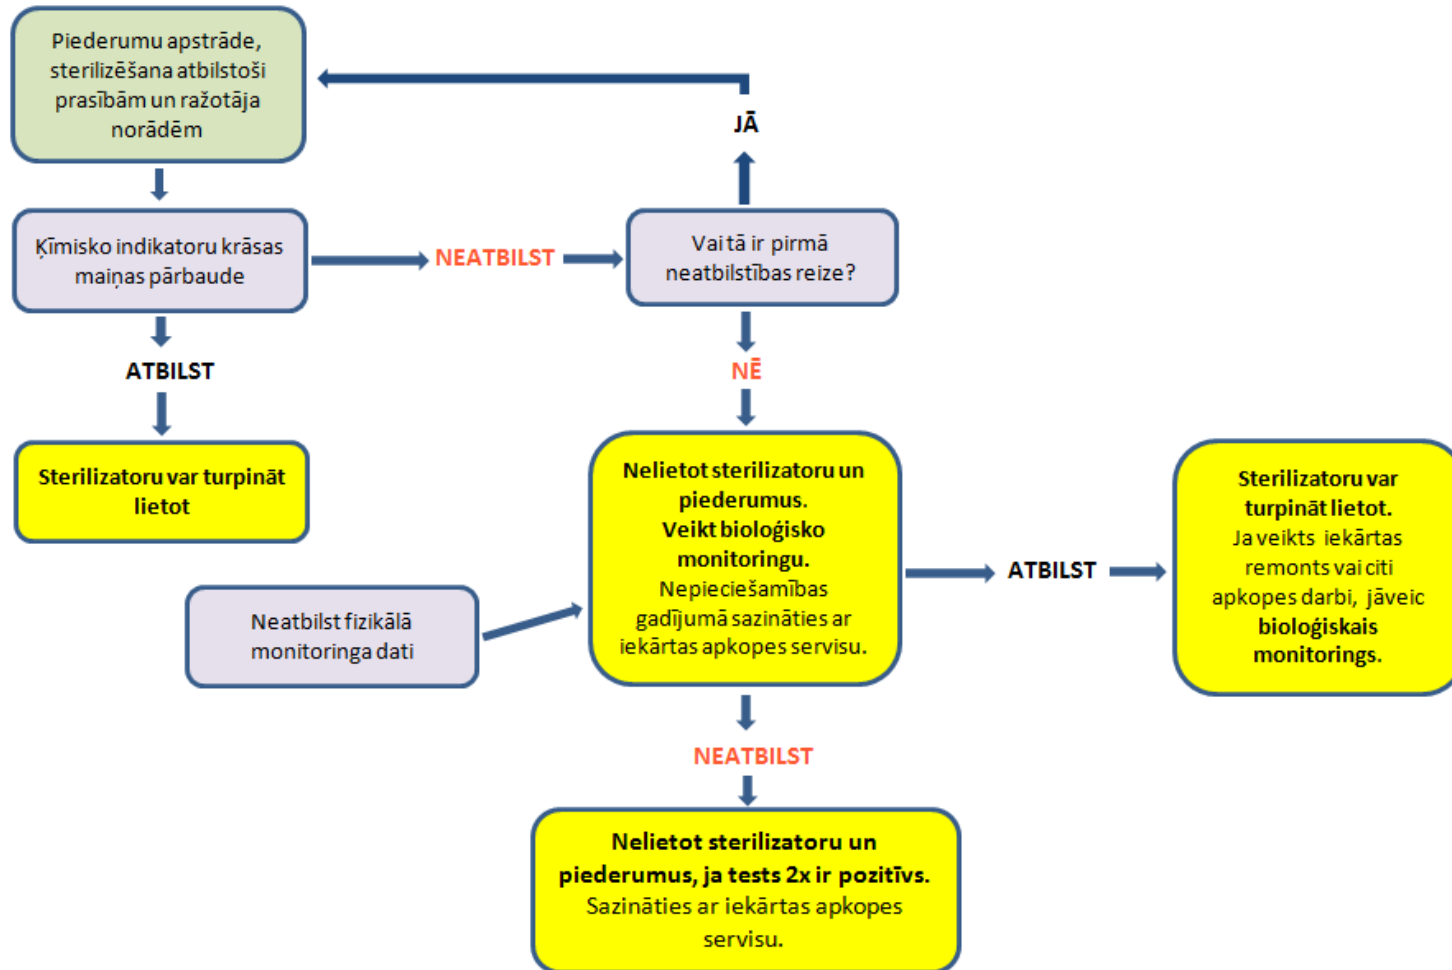 Piederumu apstrāde,
sterilizēšana atbilstoši
prasībām un ražotāja
norādēm
JĀ
Ķīmisko indikatoru krāsas
maiņas pārbaude
NEATBILST
Vai tā ir pirmā
neatbilstības reize?
ATBILST
NĒ
Sterilizatoru var turpināt
lietot
Nelietot sterilizatoru un
piederumus.
Veikt bioloģisko
monitoringu.
Nepieciešamības
gadījumā sazināties ar
iekārtas apkopes servisu.
ATBILST
Sterilizatoru var
turpināt lietot.
Ja veikts iekārtas
remonts vai citi
apkopes darbi, jāveic
bioloģiskais
monitorings.
Neatbilst fizikālā
monitoringa dati
NEATBILST
Nelietot sterilizatoru un
piederumus, ja tests 2x ir pozitīvs.
Sazināties ar iekārtas apkopes
servisu.